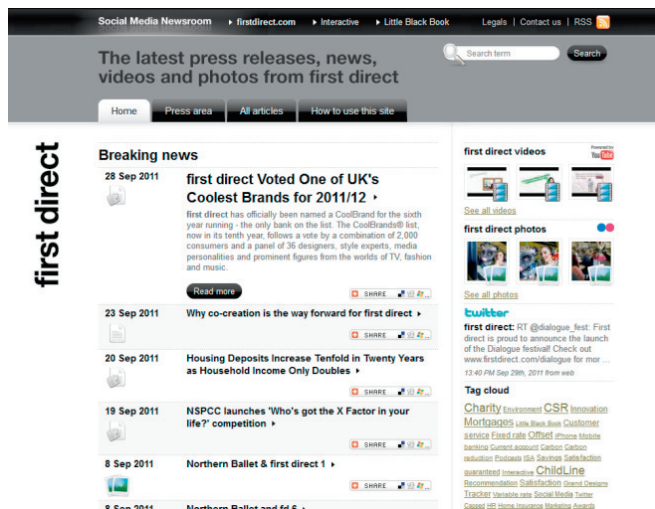 Social Media Newsroom
firstdirect.com
Interactive
Little Black Book
Legals | Contact us | RSS
The latest press releases, news,
videos and photos from first direct
Search term
Search
Home
Press area
All articles
How to use this site
first direct
Breaking news
28 Sep 2011
first direct Voted One of UK's
Coolest Brands for 2011/12
first direct has officially been named a CoolBrand for the sixth
year running - the only bank on the list. The CoolBrands® list,
now in its tenth year, follows a vote by a combination of 2,000
consumers and a panel of 36 designers, style experts, media
personalities and prominent figures from the worlds of TV, fashion
and music.
Read more
SHARE
23 Sep 2011
Why co-creation is the way forward for first direct
SHARE
20 Sep 2011
Housing Deposits Increase Tenfold in Twenty Years
as Household Income Only Doubles
SHARE
19 Sep 2011
NSPCC launches 'Who's got the X Factor in your
life?' competition
SHARE
8 Sep 2011
Northern Ballet & first direct 1
SHARE
8 Sep 2011
Northern Ballet and fd 6
first direct videos
Powered by
YouTube
See all videos
first direct photos
See all photos
twitter
first direct: RT @dialogue_fest: First
direct is proud to announce the launch
of the Dialogue festival! Check out
www.firstdirect.com/dialogue for mor ...
13:40 PM Sep 29th, 2011 from web
Tag cloud
Charity Environment CSR Innovation
Mortgages Little Black Book Customer
service Fixed rate Offset iPhone Mobile
banking Current account Carbon Carbon
reduction Podcasts ISA Savings Satisfaction
guaranteed Interactive ChildLine
Recommendation Satisfaction Grand Designs
Tracker Variable rate Social Media Twitter
Capped HR Home Insurance Marketing Awards